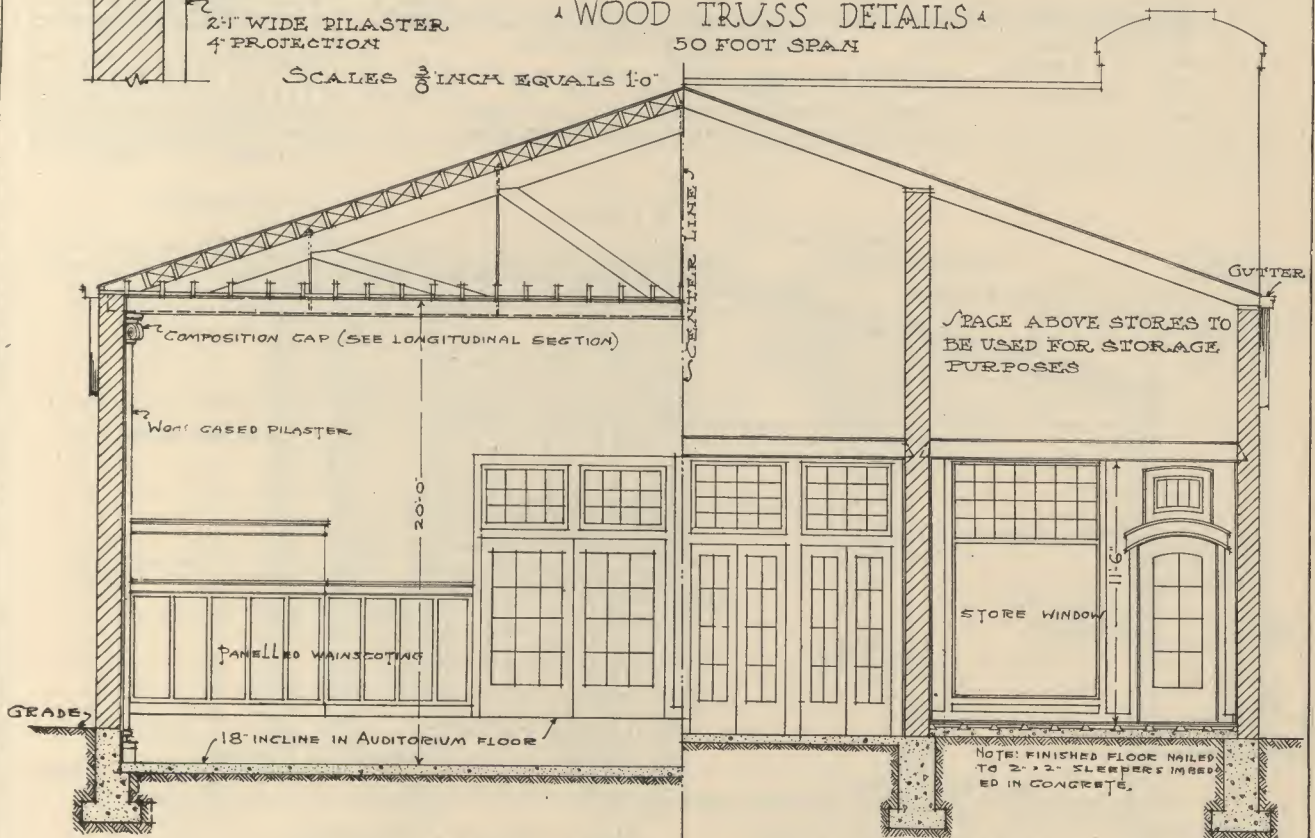 WOOD TRUSS DETAILS
50 FOOT SPAN
2'-1" WIDE PILASTER
4" PROJECTION
SCALES 3/8 INCH EQUALS 1'-0"
CENTER LINE
GUTTER
COMPOSITION CAP (SEE LONGITUDINAL SECTION)
SPACE ABOVE STORES TO
BE USED FOR STORAGE
PURPOSES
CASED PILASTER
20'-0"
11'-6"
STORE WINDOW
PANELLED WAINSCOTING
GRADE
18" INCLINE IN AUDITORIUM FLOOR
NOTE: FINISHED FLOOR NAILED
TO 2" x 2" SLEEPERS IMBED
ED IN CONCRETE.